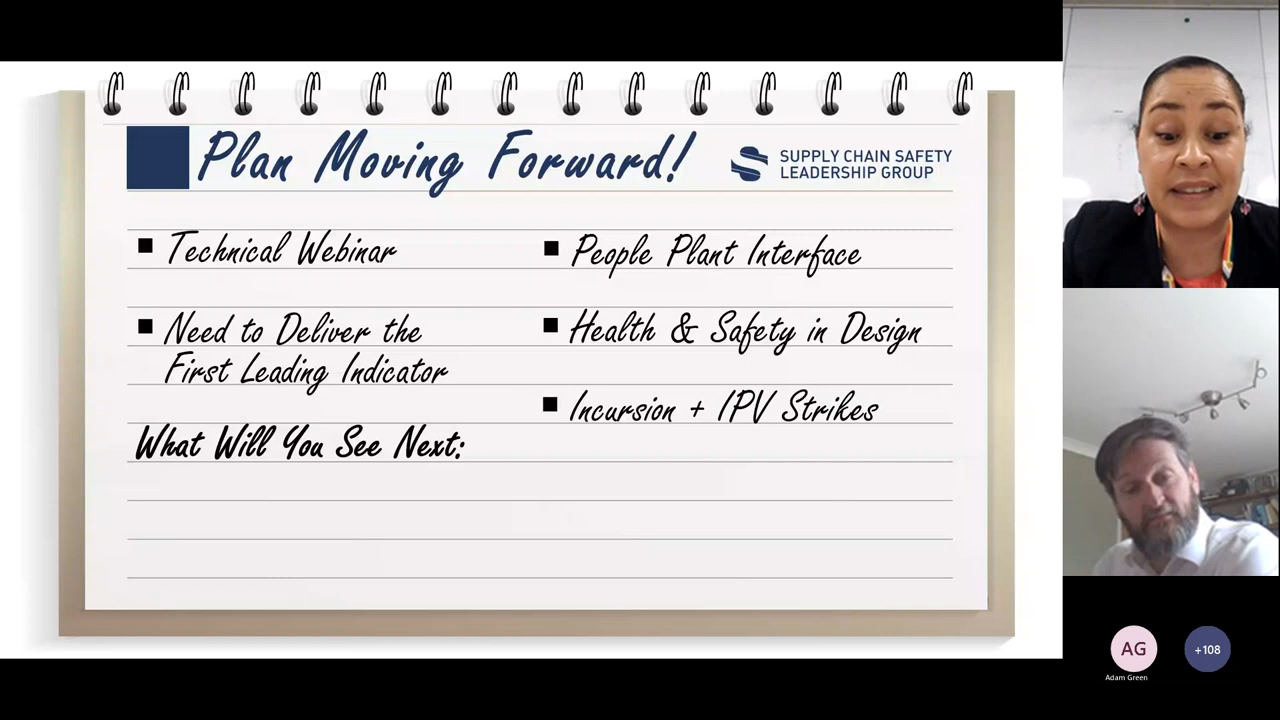 Plan Moving Forward!
SUPPLY CHAIN SAFETY
LEADERSHIP GROUP
Technical Webinar
Need to Deliver the
First Leading Indicator
What Will You See Next:
People Plant Interface
Health & Safety in Design
Incursion + IPV Strikes
AG
Adam Green
+108